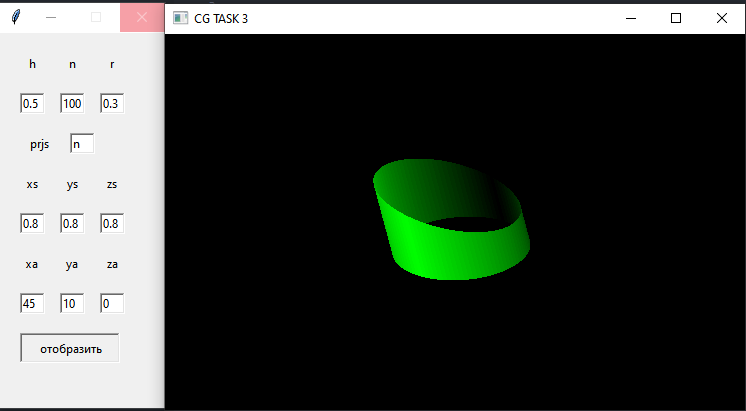 CG TASK 3
h n r
0.5 100 0.3
prjs n
xs ys zs
0.8 0.8 0.8
xa ya za
45 10 0
отобразить